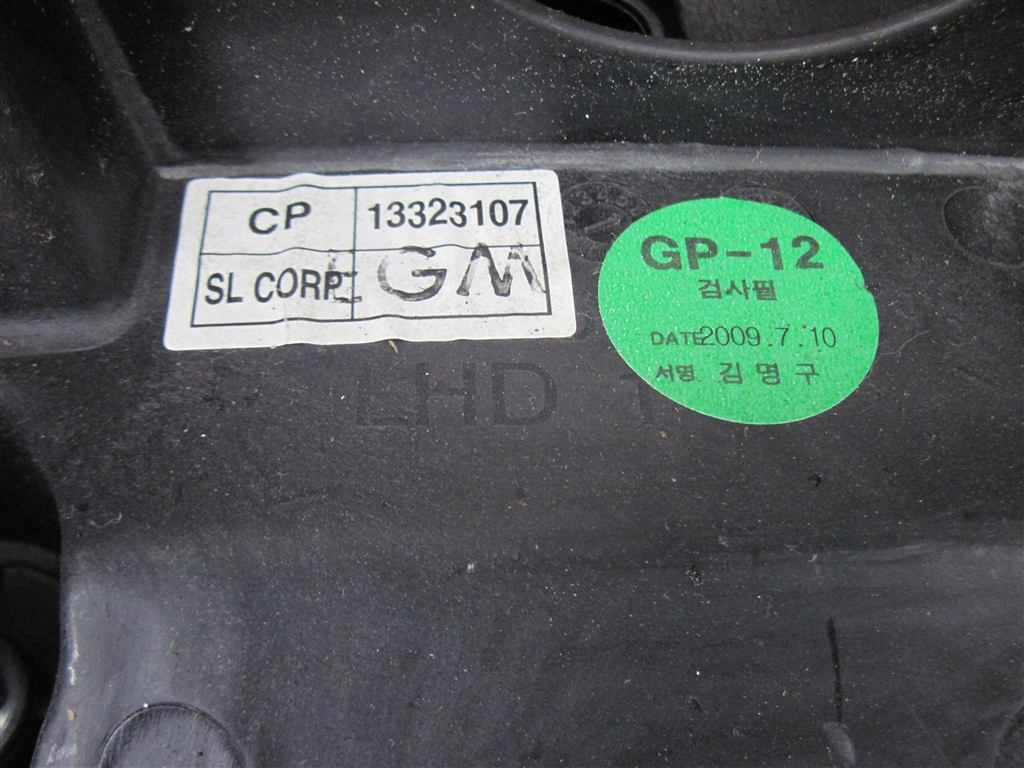 CP 13323107
SL CORP. GM
GP-12
검사필
DATE 2009.7.10
서명 김명구
LHD 1